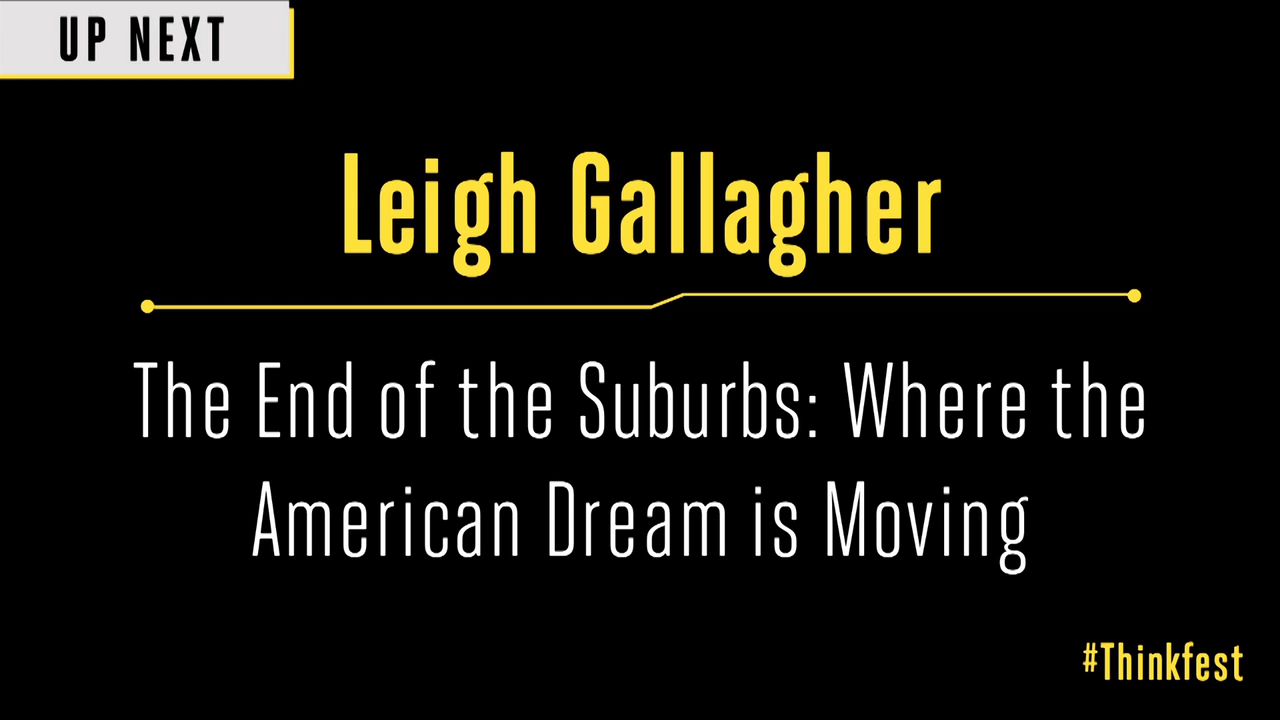 UP NEXT
Leigh Gallagher
The End of the Suburbs: Where the
American Dream is Moving
#Thinkfest